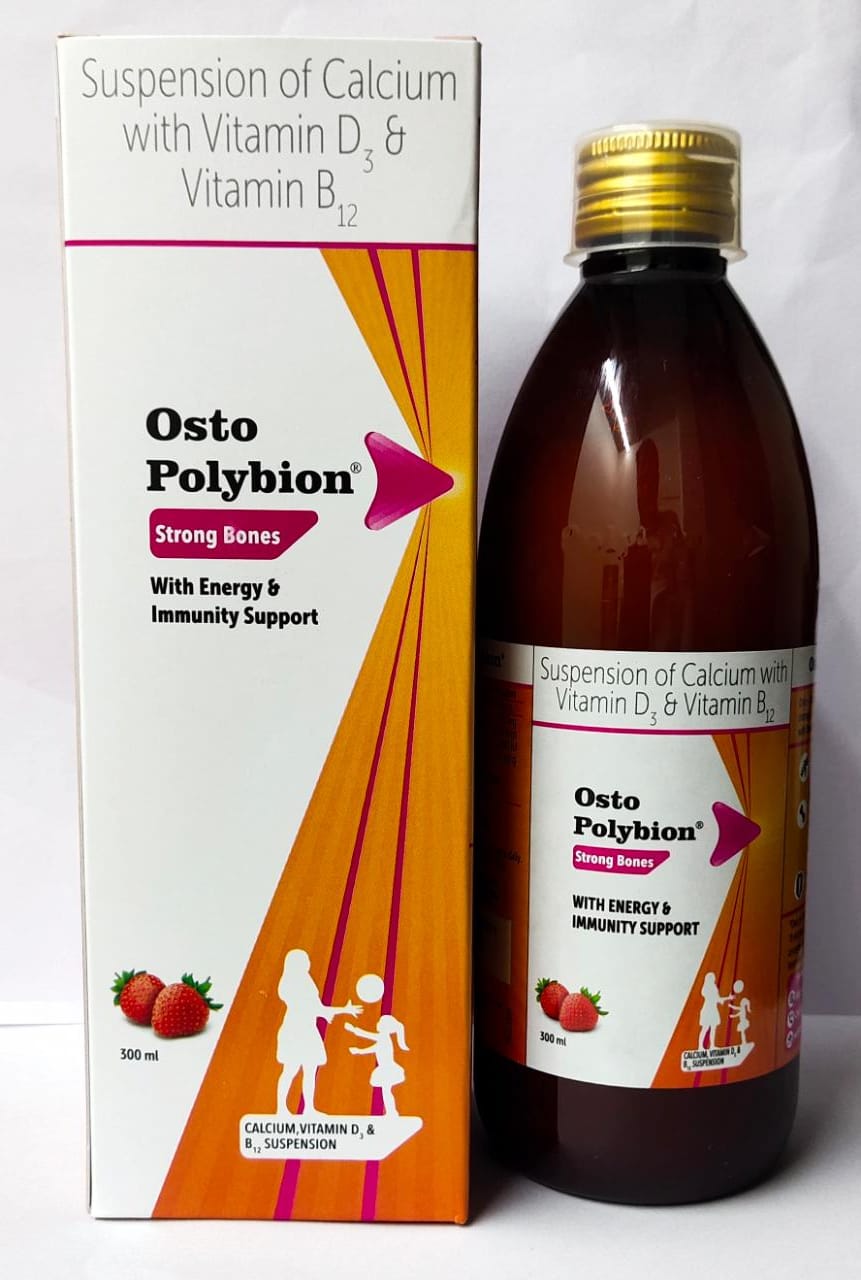 Suspension of Calcium
with Vitamin D₃ &
Vitamin B₁₂
Osto
Polybion®
Strong Bones
With Energy &
Immunity Support
300 ml
CALCIUM,VITAMIN D₃ &
B₁₂ SUSPENSION
Suspension of Calcium with
Vitamin D₃ & Vitamin B₁₂
Osto
Polybion®
Strong Bones
WITH ENERGY &
IMMUNITY SUPPORT
300 ml
CALCIUM, VITAMIN D₃ &
B₁₂ SUSPENSION